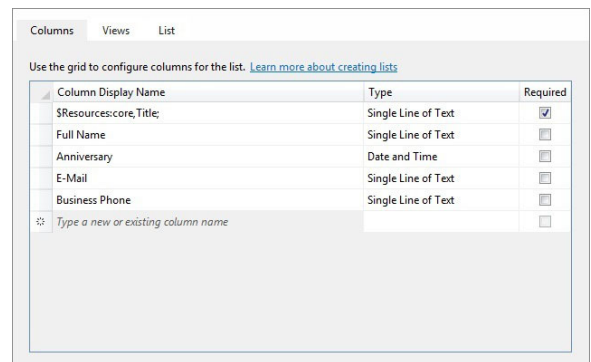 Columns Views List
Use the grid to configure columns for the list. Learn more about creating lists
Column Display Name Type Required
$Resources:core,Title; Single Line of Text
Full Name Single Line of Text
Anniversary Date and Time
E-Mail Single Line of Text
Business Phone Single Line of Text
Type a new or existing column name